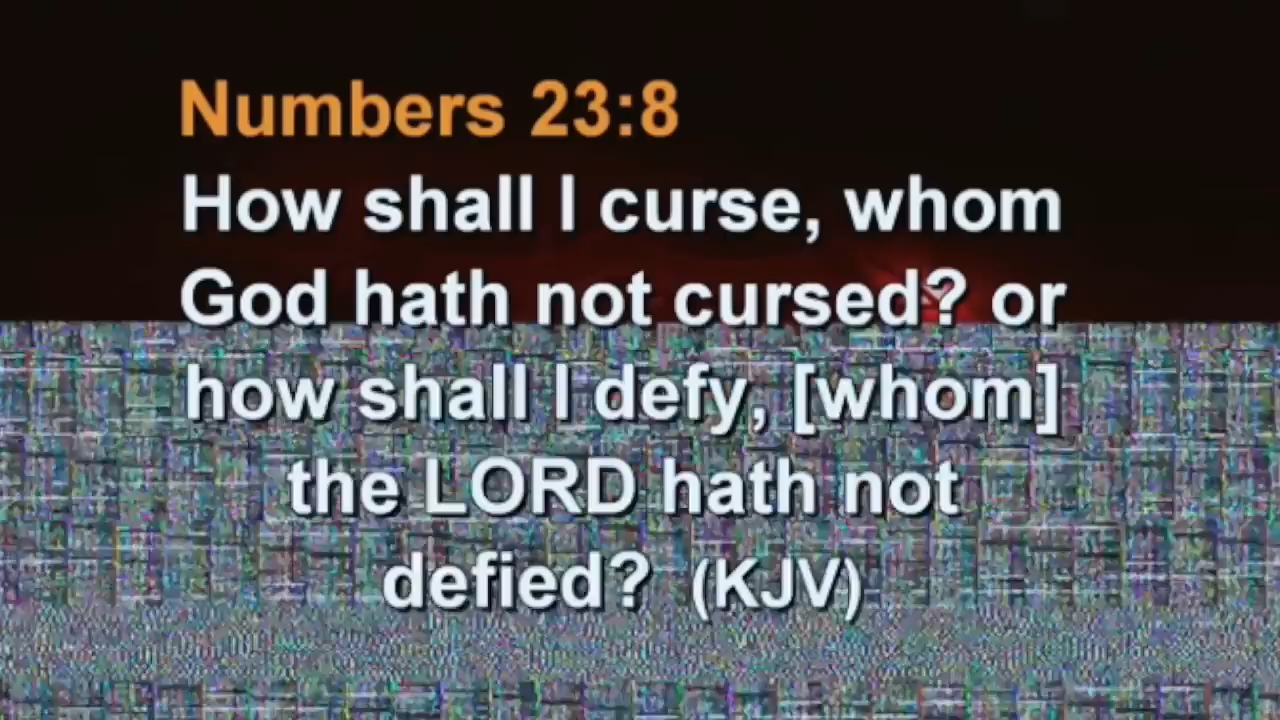 Numbers 23:8
How shall I curse, whom
God hath not cursed? or
how shall I defy, [whom]
the LORD hath not
defied? (KJV)